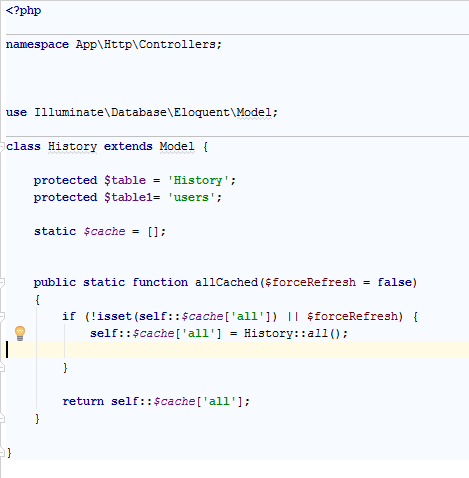 <?php
namespace App\Http\Controllers;
use Illuminate\Database\Eloquent\Model;
class History extends Model {
protected $table = 'History';
protected $table1= 'users';
static $cache = [];
public static function allCached($forceRefresh = false)
{
if (!isset(self::$cache['all']) || $forceRefresh) {
self::$cache['all'] = History::all();
}
return self::$cache['all'];
}
}